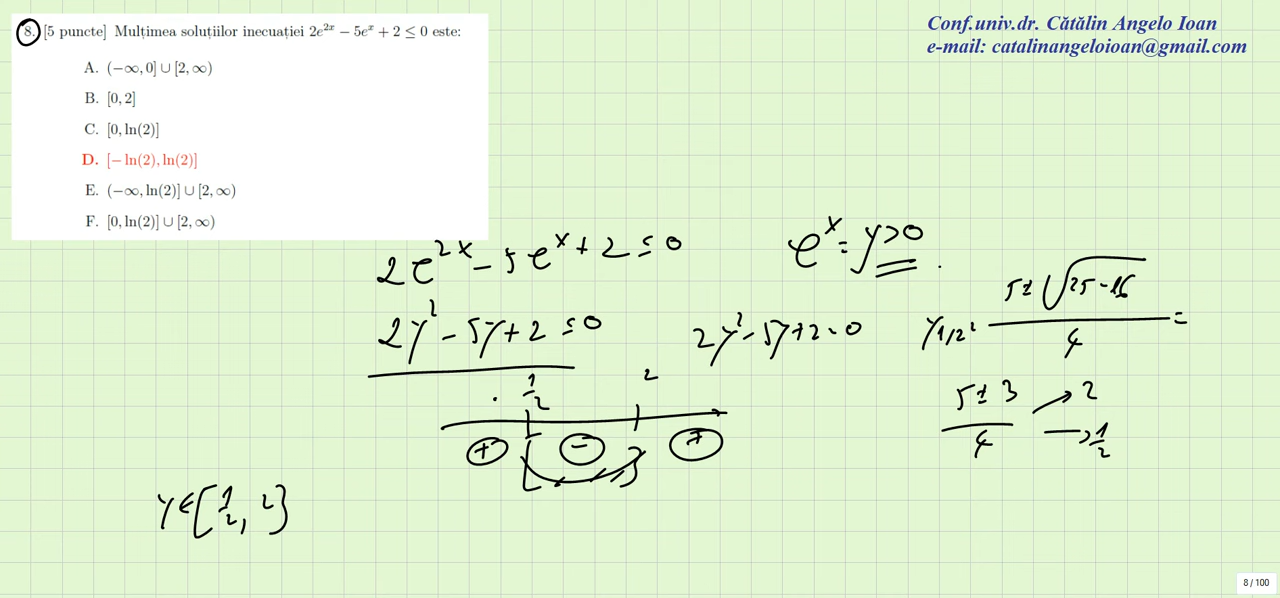 8. [5 puncte] Mulțimea soluțiilor inecuației 2e^{2x} − 5e^x + 2 ≤ 0 este:
A. (−∞, 0] ∪ [2, ∞)
B. [0, 2]
C. [0, ln(2)]
D. [− ln(2), ln(2)]
E. (−∞, ln(2)] ∪ [2, ∞)
F. [0, ln(2)] ∪ [2, ∞)
Conf.univ.dr. Cătălin Angelo Ioan
e-mail: catalinangeloioan@gmail.com
2e^{2x} − 5e^x + 2 ≤ 0
e^x = y > 0
2y² − 5y + 2 ≤ 0
2y² − 5y + 2 = 0
y_{1/2} = (5 ± √(25 − 16))/4 =
(5 ± 3)/4 → 2
→ 1/2
1/2 2
+ − +
y ∈ [1/2, 2]
8 / 100